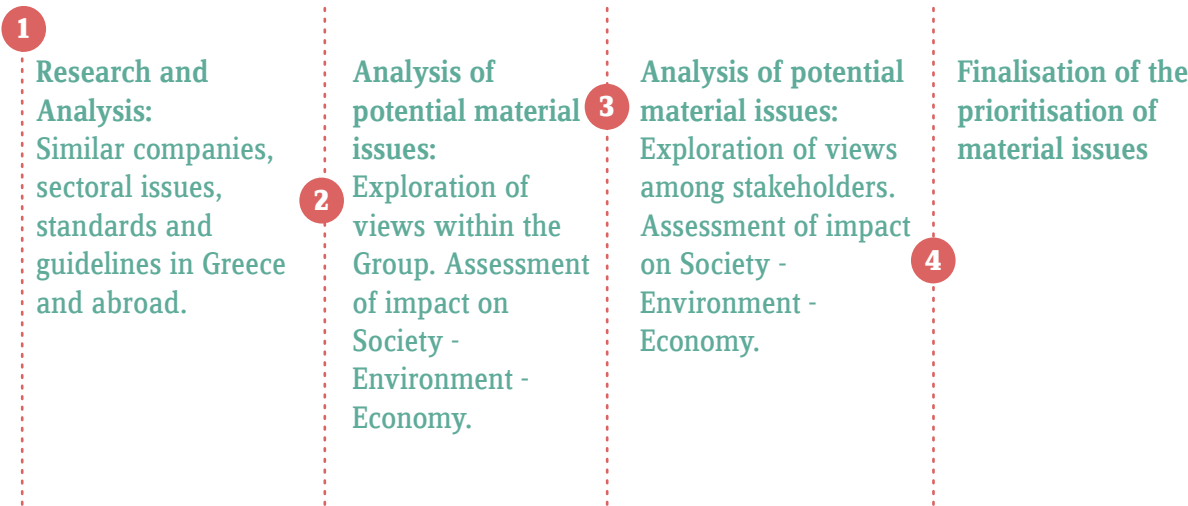 1
Research and
Analysis:
Similar companies,
sectoral issues,
standards and
guidelines in Greece
and abroad.
2
Analysis of
potential material
issues:
Exploration of
views within the
Group. Assessment
of impact on
Society -
Environment -
Economy.
3
Analysis of potential
material issues:
Exploration of views
among stakeholders.
Assessment of impact
on Society -
Environment -
Economy.
4
Finalisation of the
prioritisation of
material issues